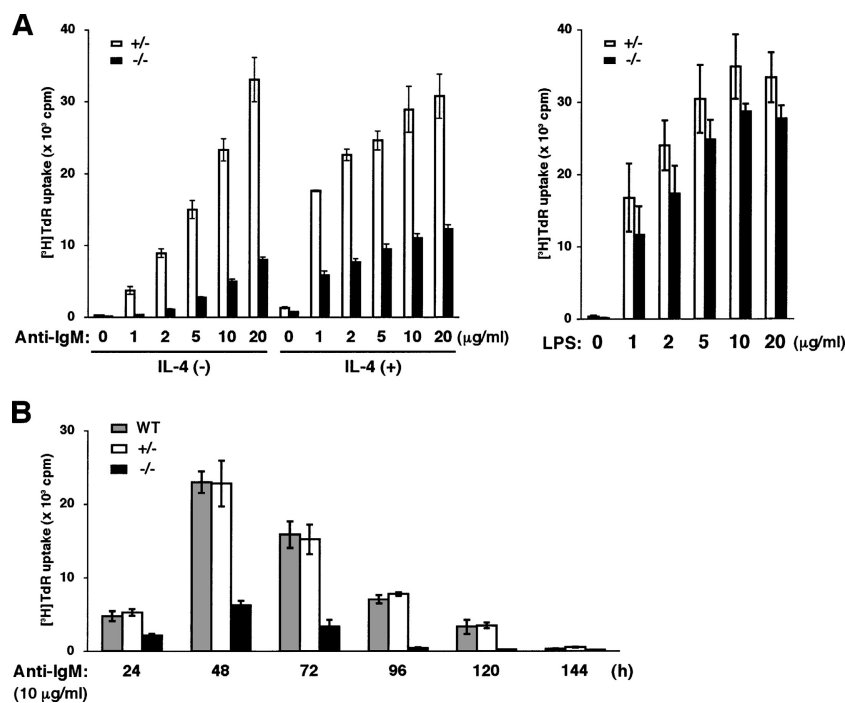 A
40
30
20
10
0
[³H]TdR uptake (x 10³ cpm)
+/-
-/-
Anti-IgM: 0 1 2 5 10 20 0 1 2 5 10 20 (μg/ml)
IL-4 (-) IL-4 (+)
40
30
20
10
0
[³H]TdR uptake (x 10³ cpm)
+/-
-/-
LPS: 0 1 2 5 10 20 (μg/ml)
B
30
20
10
0
[³H]TdR uptake (x 10³ cpm)
WT
+/-
-/-
Anti-IgM: 24 48 72 96 120 144 (h)
(10 μg/ml)